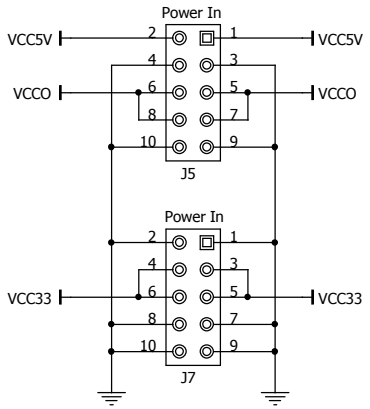 Power In
VCC5V 2 1 VCC5V
4 3
VCCO 6 5 VCCO
8 7
10 9
J5
Power In
2 1
4 3
VCC33 6 5 VCC33
8 7
10 9
J7